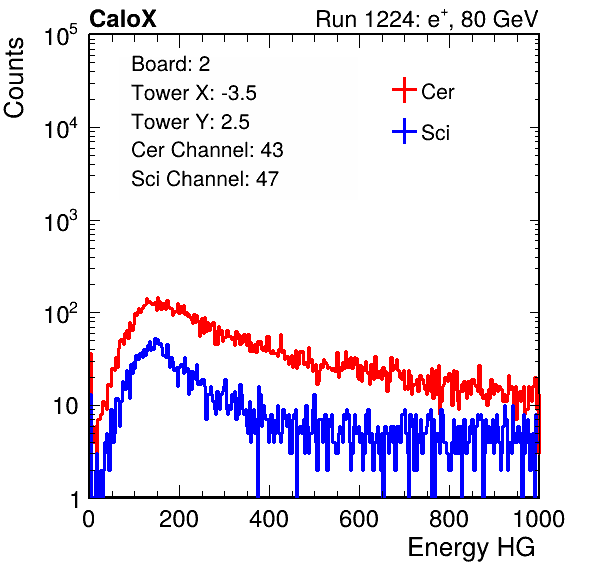 CaloX Run 1224: e⁺, 80 GeV
Counts
10⁵
10⁴
10³
10²
10
1
Board: 2
Tower X: -3.5
Tower Y: 2.5
Cer Channel: 43
Sci Channel: 47
Cer
Sci
0 200 400 600 800 1000
Energy HG